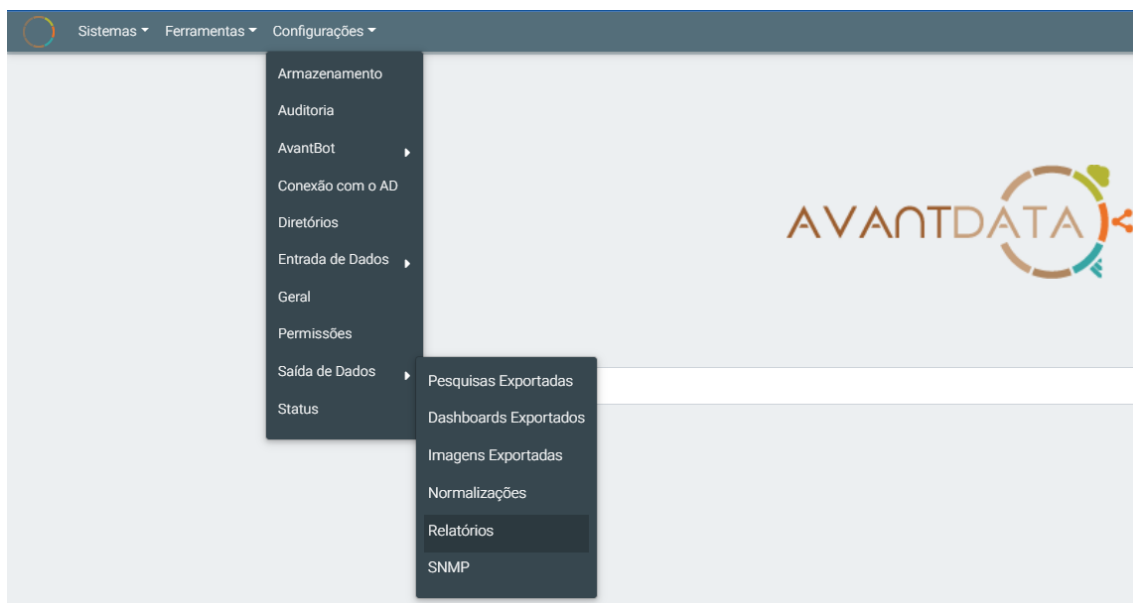 Sistemas Ferramentas Configurações
Armazenamento
Auditoria
AvantBot
Conexão com o AD
Diretórios
Entrada de Dados
Geral
Permissões
Saída de Dados
Status
Pesquisas Exportadas
Dashboards Exportados
Imagens Exportadas
Normalizações
Relatórios
SNMP
AVANTDATA